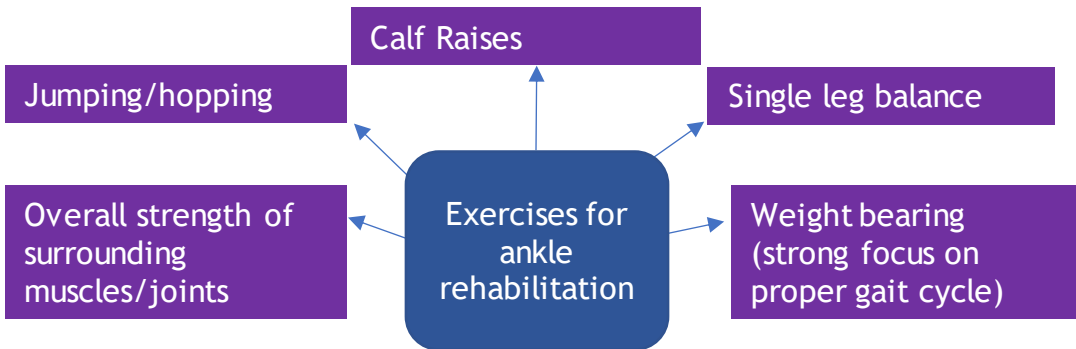 Calf Raises
Jumping/hopping
Single leg balance
Overall strength of
surrounding
muscles/joints
Exercises for
ankle
rehabilitation
Weight bearing
(strong focus on
proper gait cycle)